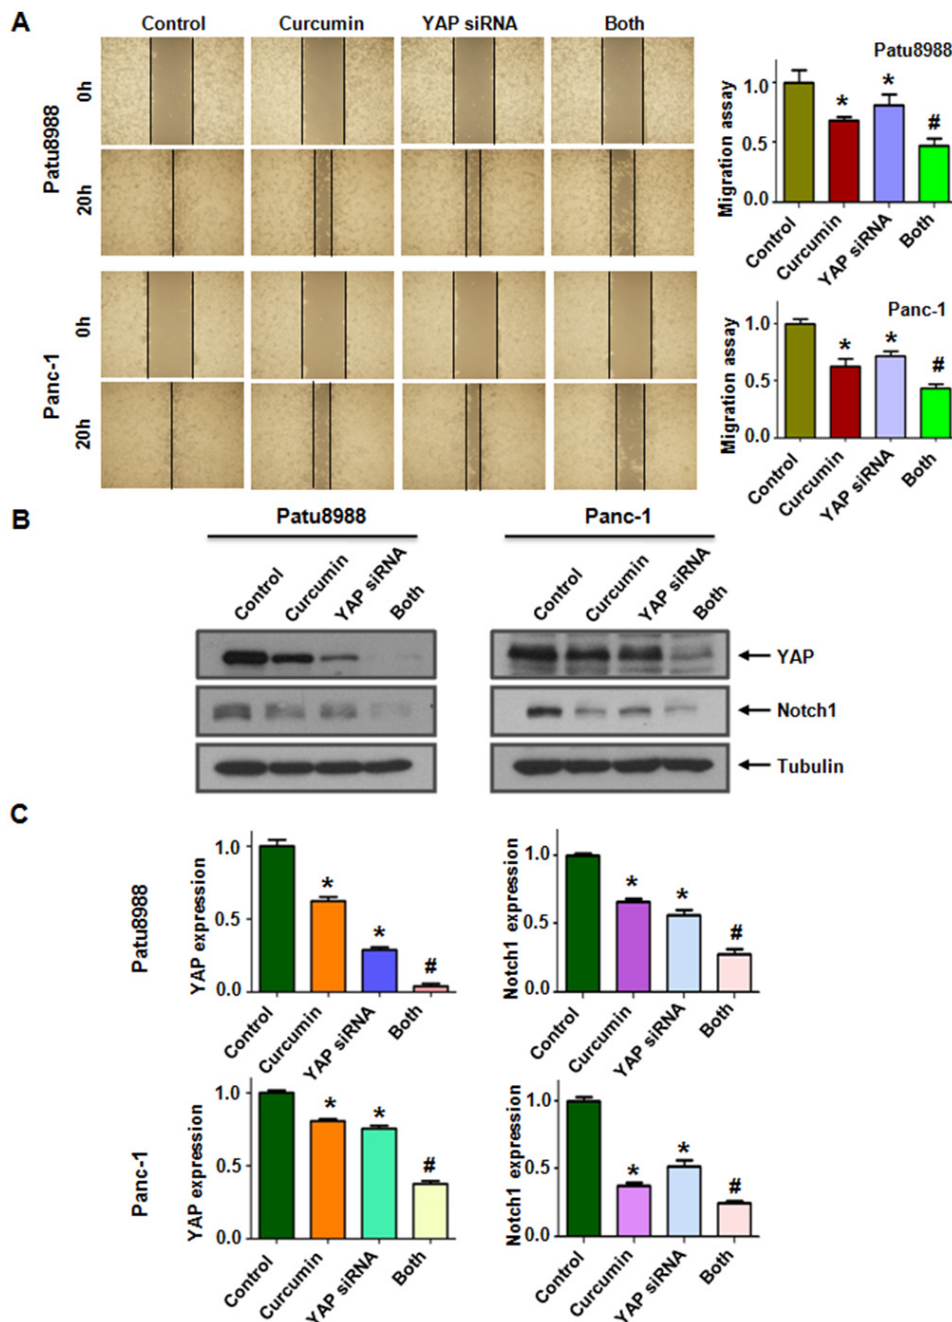 A
Control Curcumin YAP siRNA Both
Patu8988
0h
20h
Panc-1
0h
20h
Patu8988
Migration assay
1.0
0.5
0.0
* * #
Control Curcumin YAP siRNA Both
Panc-1
Migration assay
1.0
0.5
0.0
* * #
Control Curcumin YAP siRNA Both
B
Patu8988 Panc-1
Control Curcumin YAP siRNA Both Control Curcumin YAP siRNA Both
YAP
Notch1
Tubulin
C
Patu8988
YAP expression
1.0
0.5
0.0
* * #
Control Curcumin YAP siRNA Both
Notch1 expression
1.0
0.5
0.0
* * #
Control Curcumin YAP siRNA Both
Panc-1
YAP expression
1.0
0.5
0.0
* * #
Control Curcumin YAP siRNA Both
Notch1 expression
1.0
0.5
0.0
* * #
Control Curcumin YAP siRNA Both